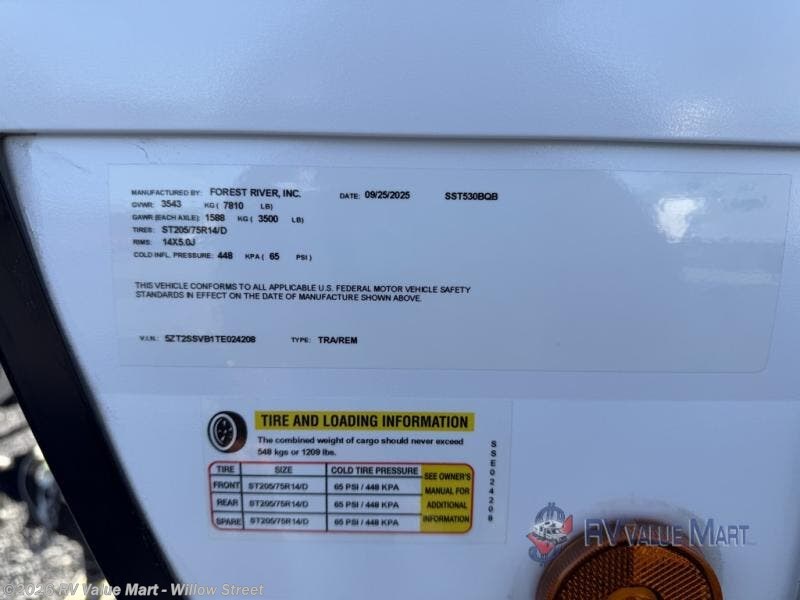 MANUFACTURED BY: FOREST RIVER, INC. DATE: 09/25/2025 SST530BQB
GVWR: 3543 KG ( 7810 LB)
GAWR (EACH AXLE): 1588 KG ( 3500 LB)
TIRES: ST205/75R14/D
RIMS: 14X5.0J
COLD INFL. PRESSURE: 448 KPA ( 65 PSI )
THIS VEHICLE CONFORMS TO ALL APPLICABLE U.S. FEDERAL MOTOR VEHICLE SAFETY
STANDARDS IN EFFECT ON THE DATE OF MANUFACTURE SHOWN ABOVE.
V.I.N.: 5ZT2SSVB1TE024208 TYPE: TRA/REM
TIRE AND LOADING INFORMATION
The combined weight of cargo should never exceed
548 kgs or 1209 lbs.
TIRE SIZE COLD TIRE PRESSURE SEE OWNER'S
FRONT ST205/75R14/D 65 PSI / 448 KPA MANUAL FOR
REAR ST205/75R14/D 65 PSI / 448 KPA ADDITIONAL
SPARE ST205/75R14/D 65 PSI / 448 KPA INFORMATION
SSE024208
RV VALUE MART
RV Value Mart - Willow Street